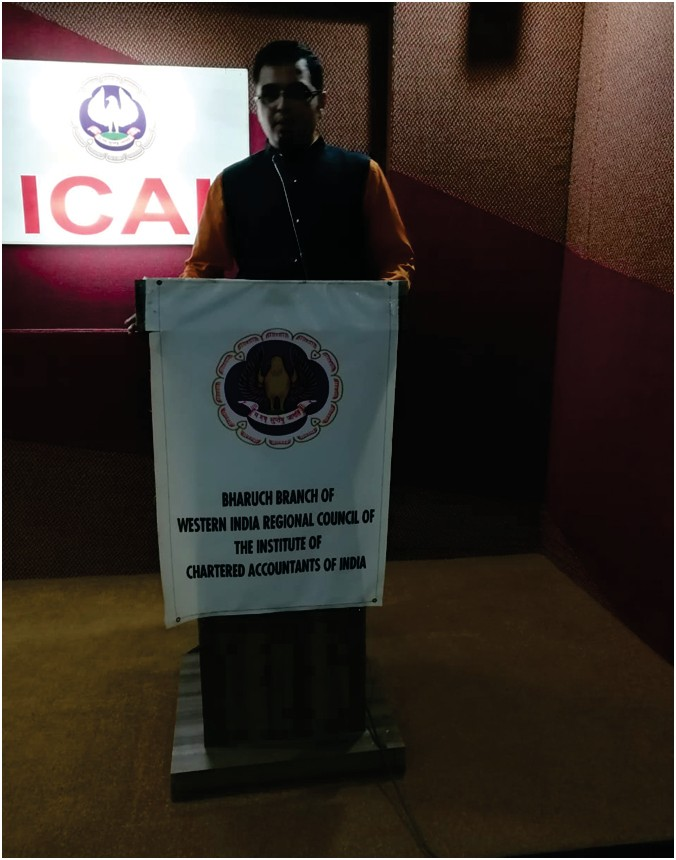 ICAI
BHARUCH BRANCH OF
WESTERN INDIA REGIONAL COUNCIL OF
THE INSTITUTE OF
CHARTERED ACCOUNTANTS OF INDIA